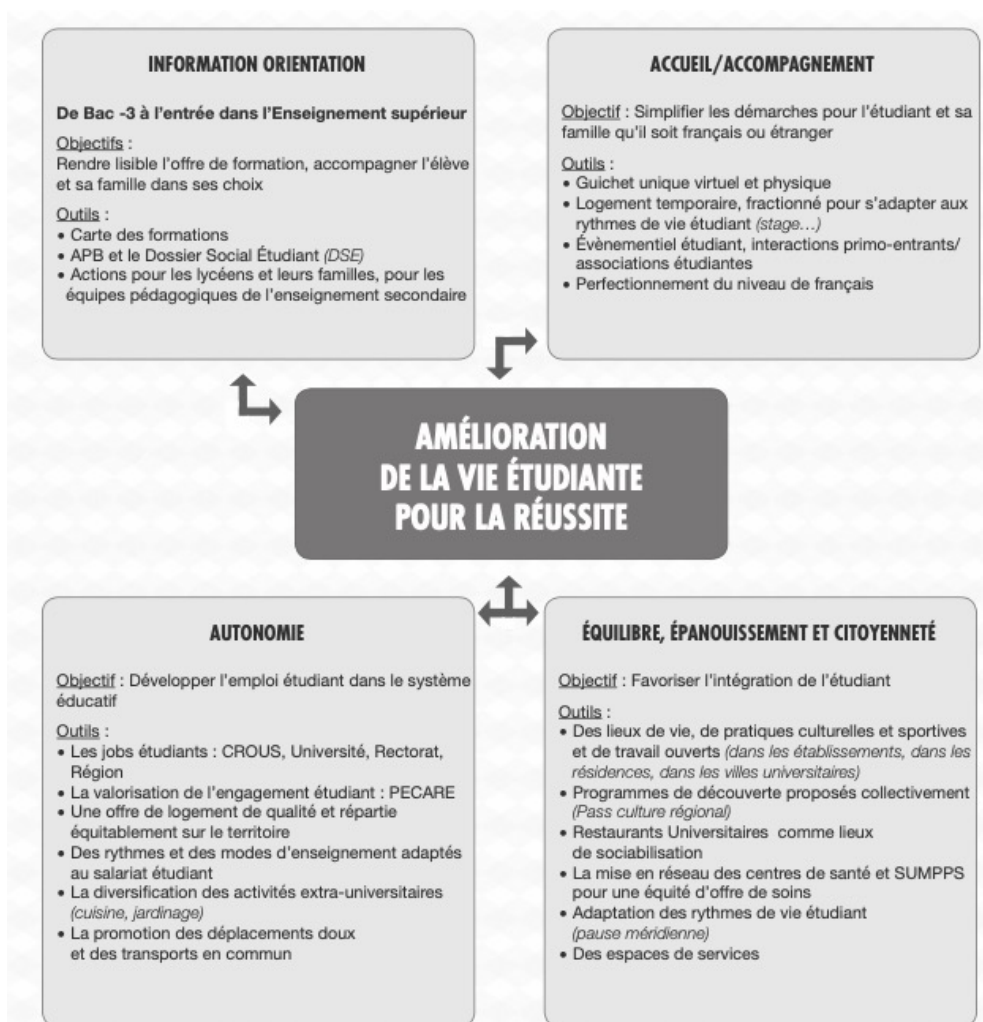 INFORMATION ORIENTATION
De Bac -3 à l'entrée dans l'Enseignement supérieur
Objectifs :
Rendre lisible l'offre de formation, accompagner l'élève
et sa famille dans ses choix
Outils :
• Carte des formations
• APB et le Dossier Social Étudiant (DSE)
• Actions pour les lycéens et leurs familles, pour les
équipes pédagogiques de l'enseignement secondaire
ACCUEIL/ACCOMPAGNEMENT
Objectif : Simplifier les démarches pour l'étudiant et sa
famille qu'il soit français ou étranger
Outils :
• Guichet unique virtuel et physique
• Logement temporaire, fractionné pour s'adapter aux
rythmes de vie étudiant (stage…)
• Évènementiel étudiant, interactions primo-entrants/
associations étudiantes
• Perfectionnement du niveau de français
AMÉLIORATION
DE LA VIE ÉTUDIANTE
POUR LA RÉUSSITE
AUTONOMIE
Objectif : Développer l'emploi étudiant dans le système
éducatif
Outils :
• Les jobs étudiants : CROUS, Université, Rectorat,
Région
• La valorisation de l'engagement étudiant : PECARE
• Une offre de logement de qualité et répartie
équitablement sur le territoire
• Des rythmes et des modes d'enseignement adaptés
au salariat étudiant
• La diversification des activités extra-universitaires
(cuisine, jardinage)
• La promotion des déplacements doux
et des transports en commun
ÉQUILIBRE, ÉPANOUISSEMENT ET CITOYENNETÉ
Objectif : Favoriser l'intégration de l'étudiant
Outils :
• Des lieux de vie, de pratiques culturelles et sportives
et de travail ouverts (dans les établissements, dans les
résidences, dans les villes universitaires)
• Programmes de découverte proposés collectivement
(Pass culture régional)
• Restaurants Universitaires comme lieux
de sociabilisation
• La mise en réseau des centres de santé et SUMPPS
pour une équité d'offre de soins
• Adaptation des rythmes de vie étudiant
(pause méridienne)
• Des espaces de services